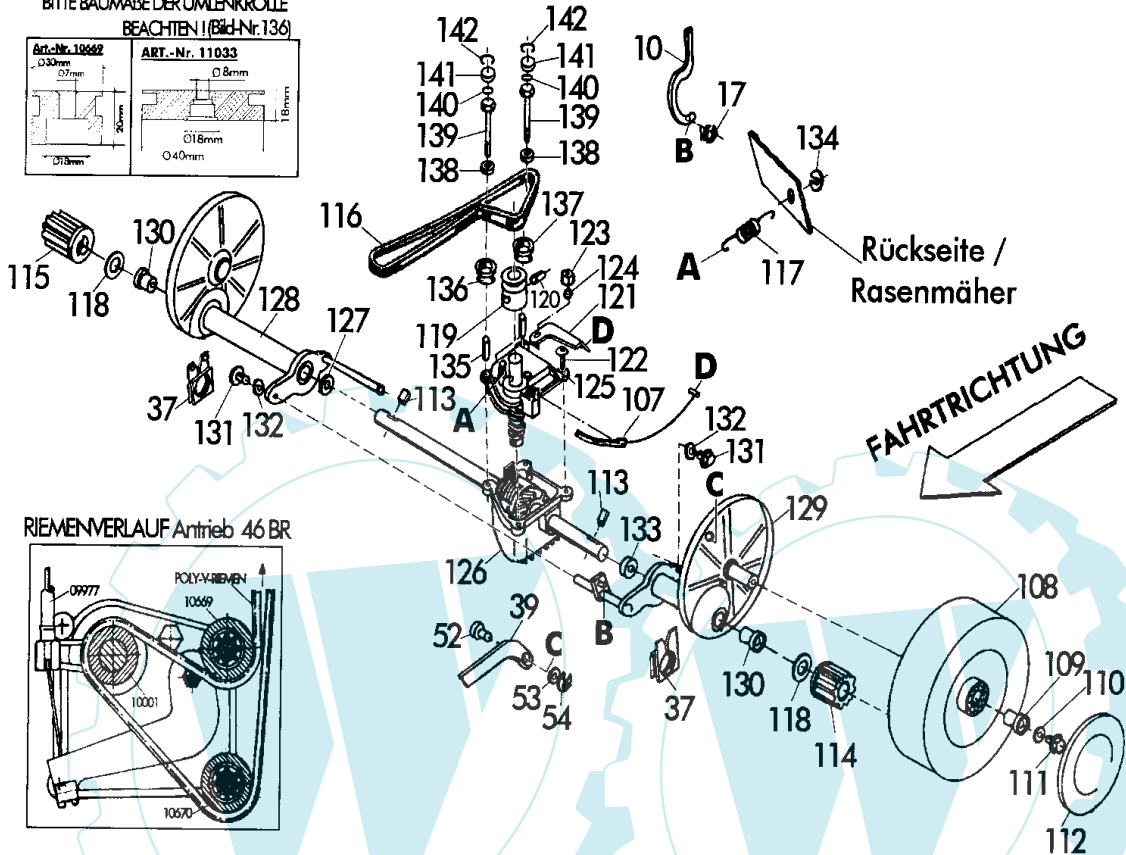 BITTE BAUMAßE DER UMLENKROLLE
BEACHTEN ! (Bild-Nr. 136)
Art.-Nr. 10669
ART.-Nr. 11033
Ø30mm
Ø7mm
20mm
Ø18mm
Ø 8mm
18mm
Ø18mm
Ø 40mm
142
142
141
141
140
140
139
139
138
138
10
17
B
134
117
A
Rückseite /
Rasenmäher
116
137
136
123
124
120
121
119
D
122
135
125
A
115
118
130
128
127
37
131
132
113
107
D
132
131
C
FAHRTRICHTUNG
113
133
129
126
B
108
RIEMENVERLAUF Antrieb 46 BR
09977
POLY-V-RIEMEN
10669
10001
10670
52
39
C
53
54
37
130
118
114
109
110
111
112